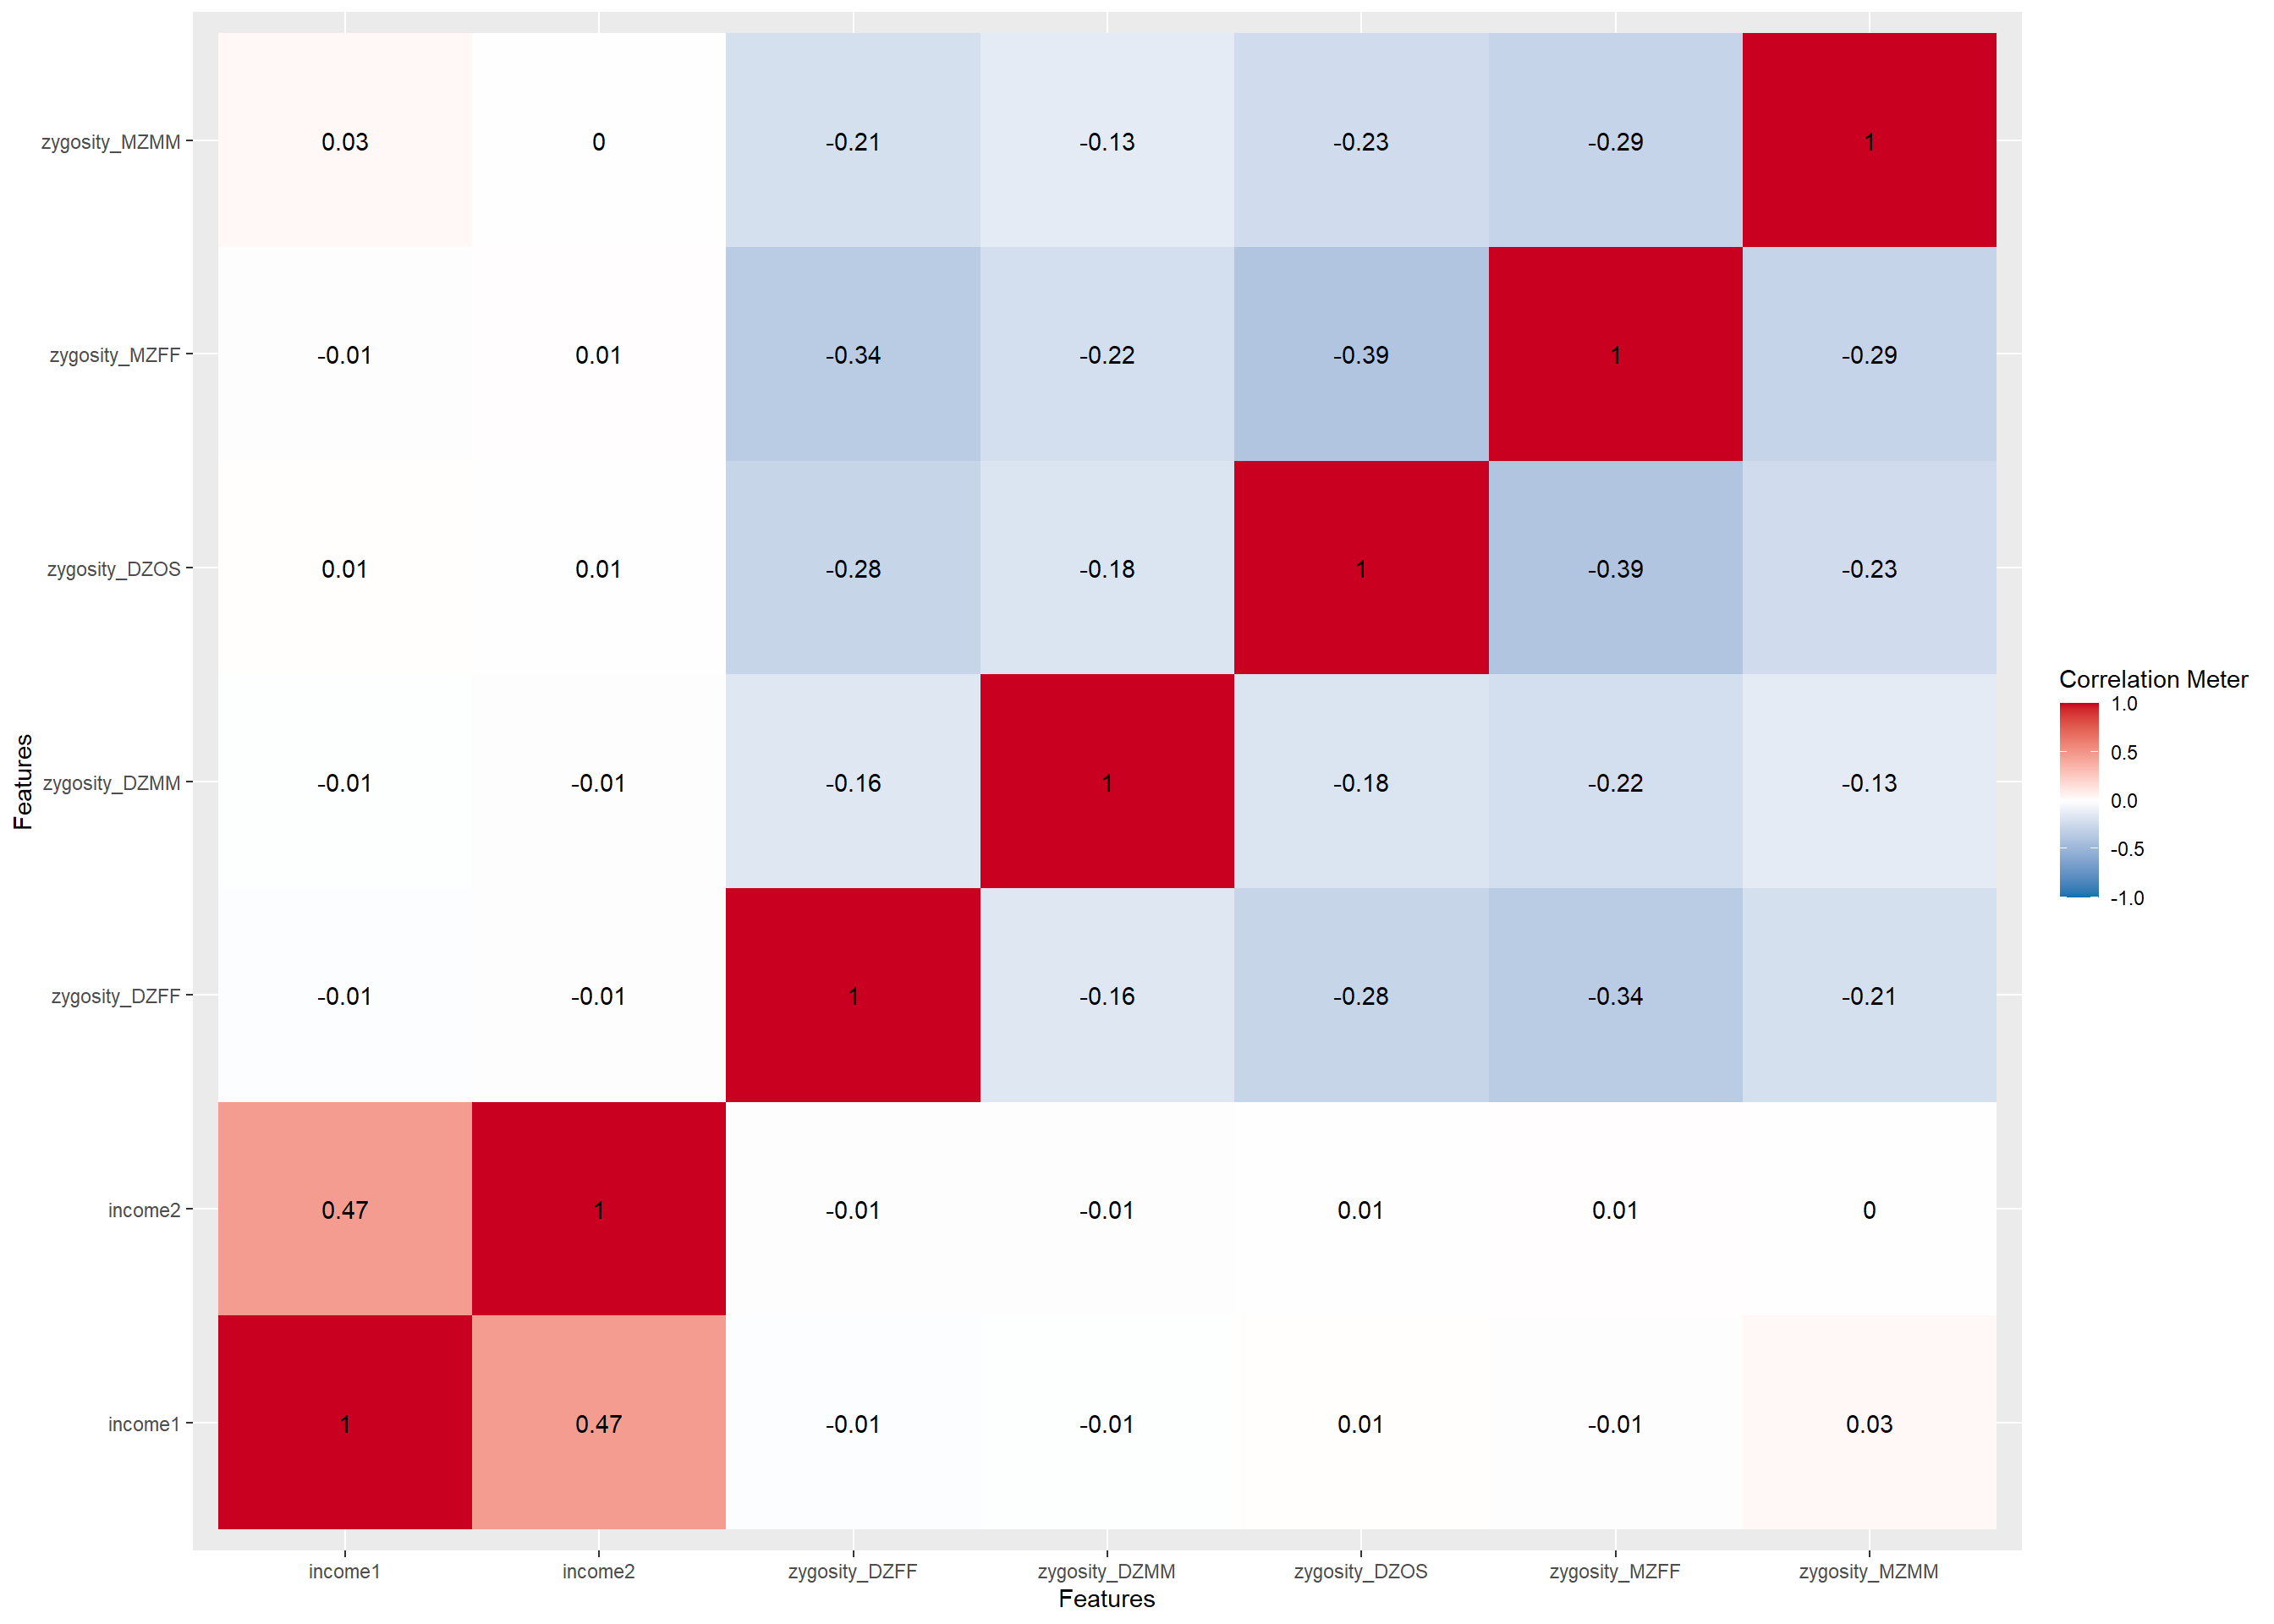 zygosity_MZMM 0.03 0 -0.21 -0.13 -0.23 -0.29 1
zygosity_MZFF -0.01 0.01 -0.34 -0.22 -0.39 1 -0.29
zygosity_DZOS 0.01 0.01 -0.28 -0.18 1 -0.39 -0.23
zygosity_DZMM -0.01 -0.01 -0.16 1 -0.18 -0.22 -0.13
zygosity_DZFF -0.01 -0.01 1 -0.16 -0.28 -0.34 -0.21
income2 0.47 1 -0.01 -0.01 0.01 0.01 0
income1 1 0.47 -0.01 -0.01 0.01 -0.01 0.03
income1 income2 zygosity_DZFF zygosity_DZMM zygosity_DZOS zygosity_MZFF zygosity_MZMM
Features
Features
Correlation Meter
1.0
0.5
0.0
-0.5
-1.0